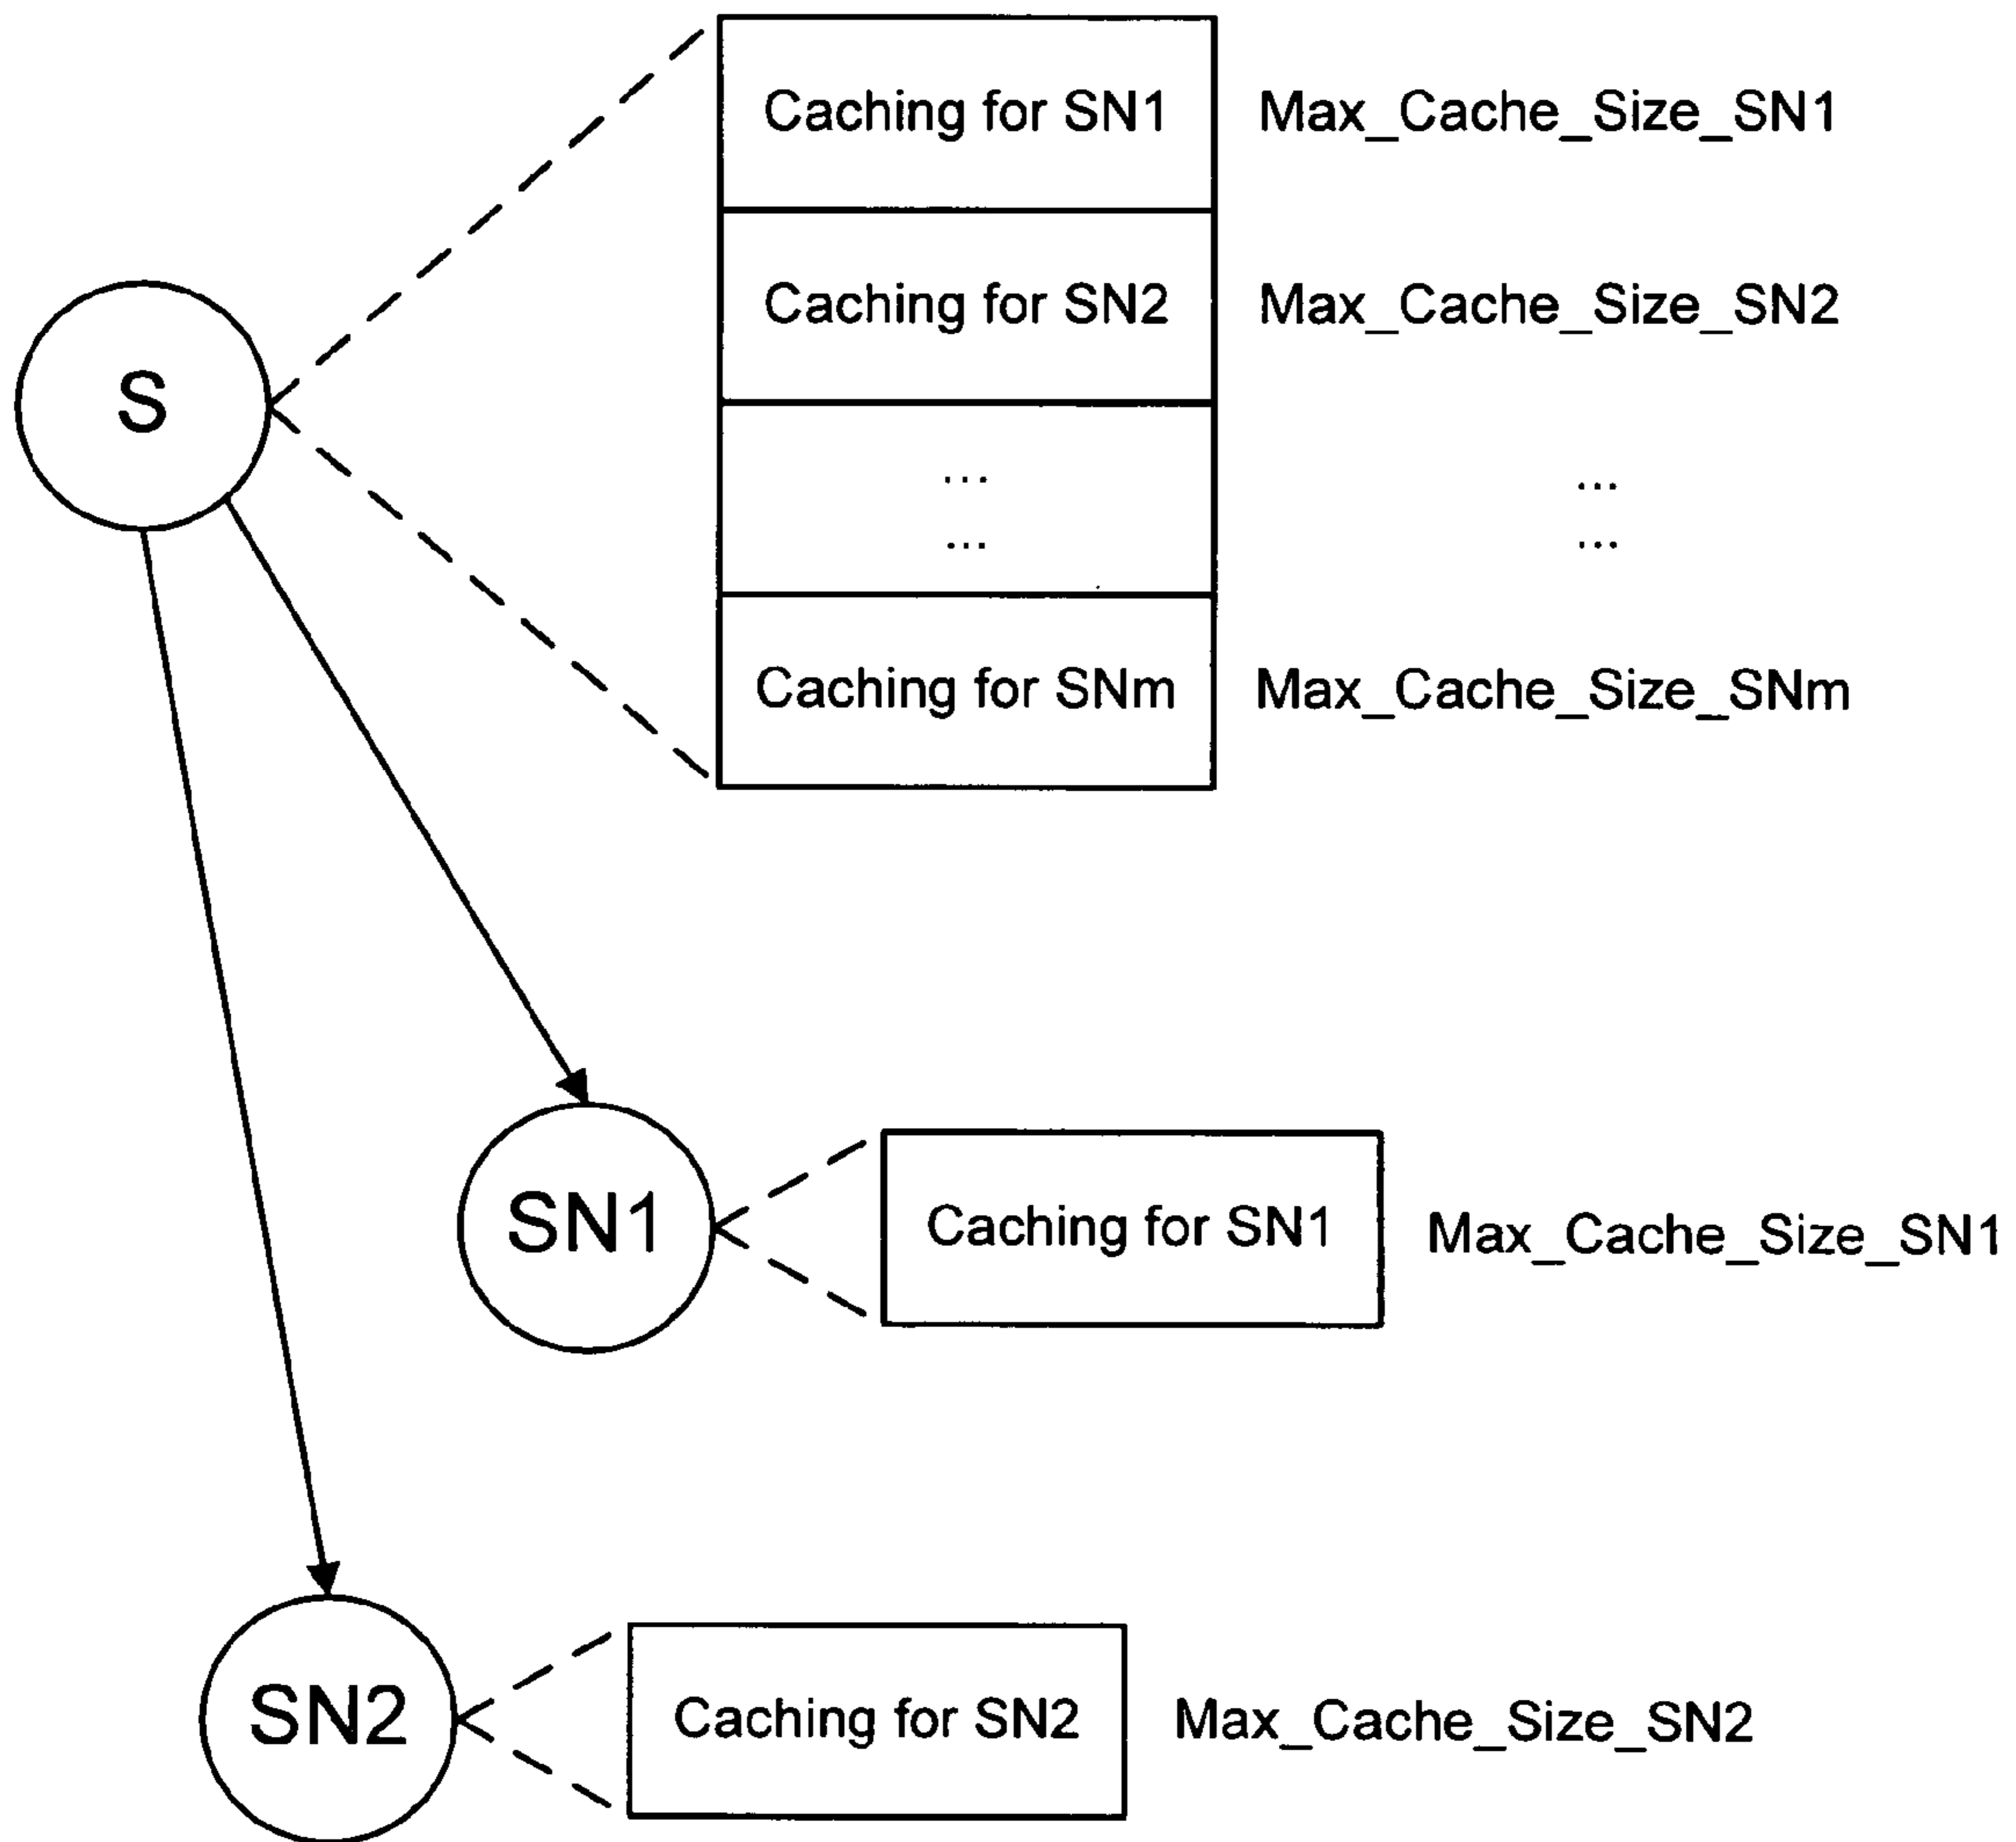 Caching for SN1 Max_Cache_Size_SN1
Caching for SN2 Max_Cache_Size_SN2
S
... ...
... ...
Caching for SNm Max_Cache_Size_SNm
SN1 Caching for SN1 Max_Cache_Size_SN1
SN2 Caching for SN2 Max_Cache_Size_SN2